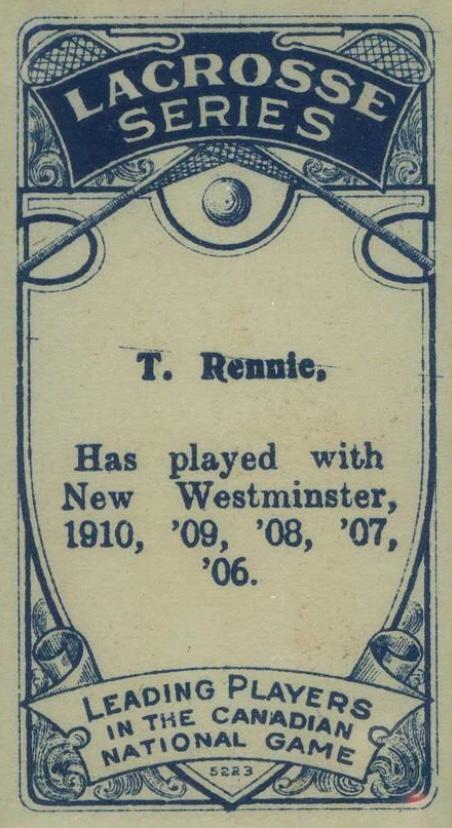 LACROSSE
SERIES
T. Rennie,
Has played with
New Westminster,
1910, '09, '08, '07,
'06.
LEADING PLAYERS
IN THE CANADIAN
NATIONAL GAME
5223